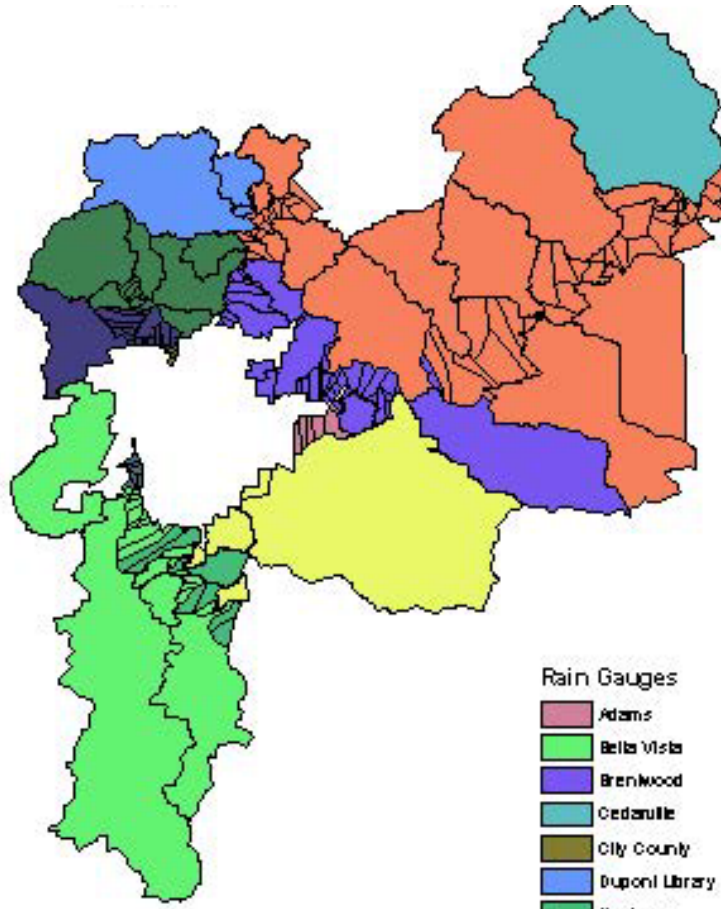 Rain Gauges
Adams
Bella Vista
Brentwood
Cedarville
City County
Dupont Library